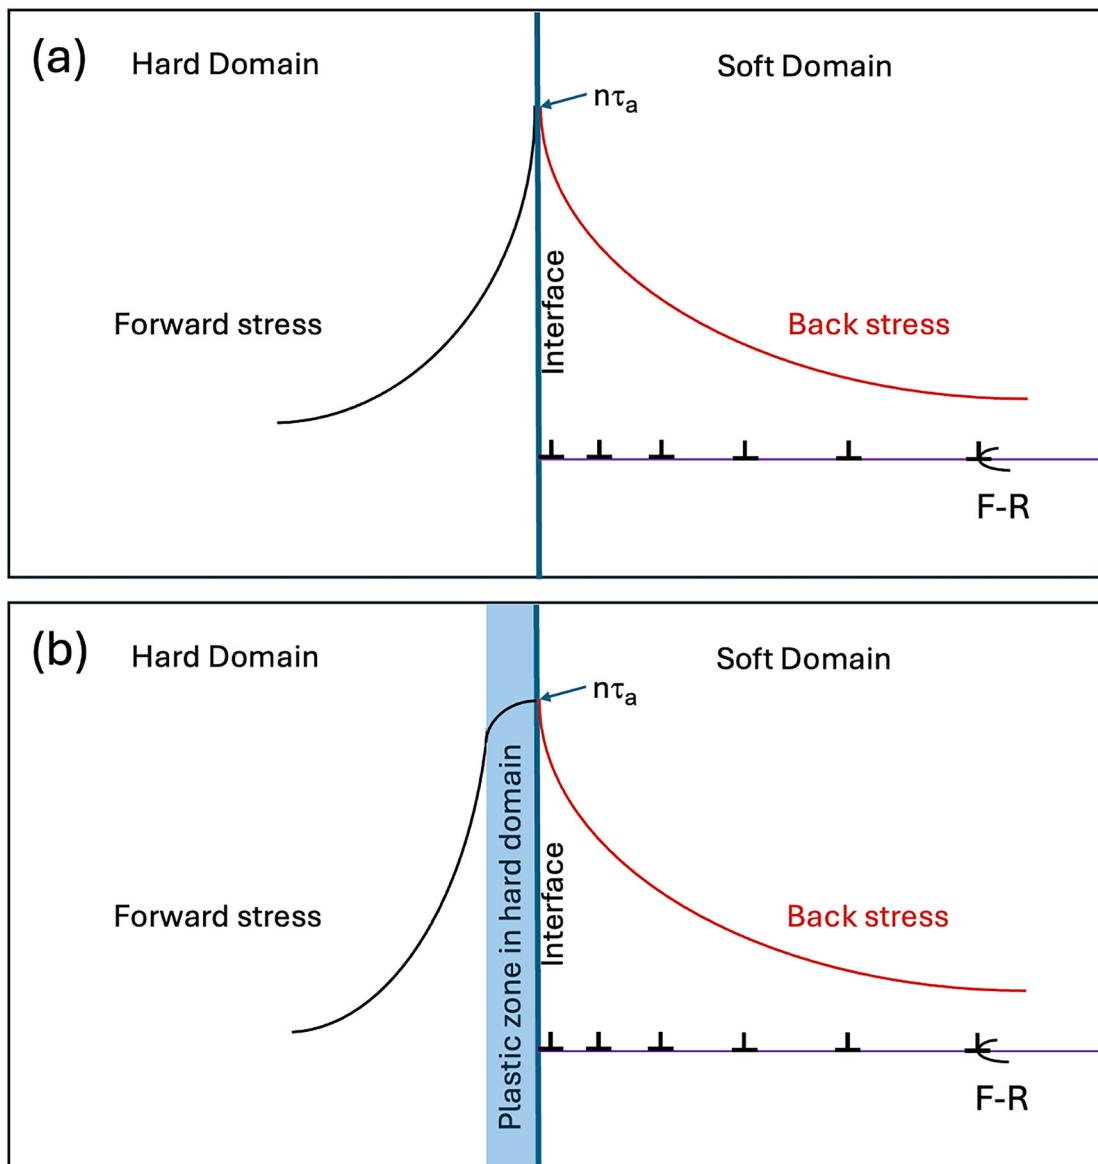 (a)
Hard Domain
Soft Domain
nτₐ
Interface
Forward stress
Back stress
F-R
(b)
Hard Domain
Soft Domain
nτₐ
Plastic zone in hard domain
Interface
Forward stress
Back stress
F-R